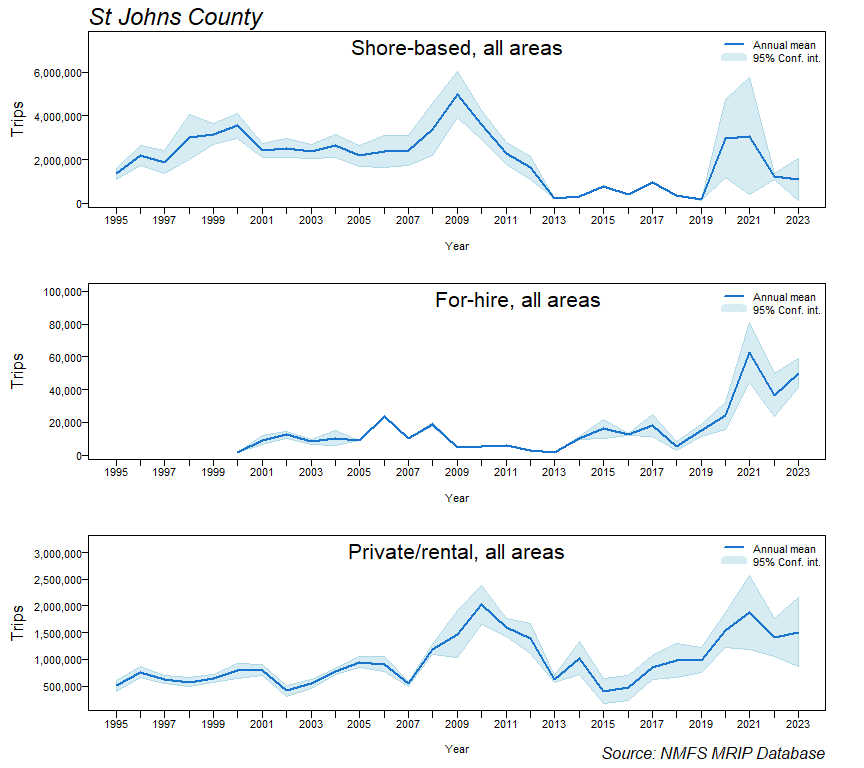 St Johns County
Shore-based, all areas
Annual mean
95% Conf. int.
Trips
6,000,000
4,000,000
2,000,000
0
1995 1997 1999 2001 2003 2005 2007 2009 2011 2013 2015 2017 2019 2021 2023
Year
For-hire, all areas
Annual mean
95% Conf. int.
Trips
100,000
80,000
60,000
40,000
20,000
0
1995 1997 1999 2001 2003 2005 2007 2009 2011 2013 2015 2017 2019 2021 2023
Year
Private/rental, all areas
Annual mean
95% Conf. int.
Trips
3,000,000
2,500,000
2,000,000
1,500,000
1,000,000
500,000
1995 1997 1999 2001 2003 2005 2007 2009 2011 2013 2015 2017 2019 2021 2023
Year
Source: NMFS MRIP Database